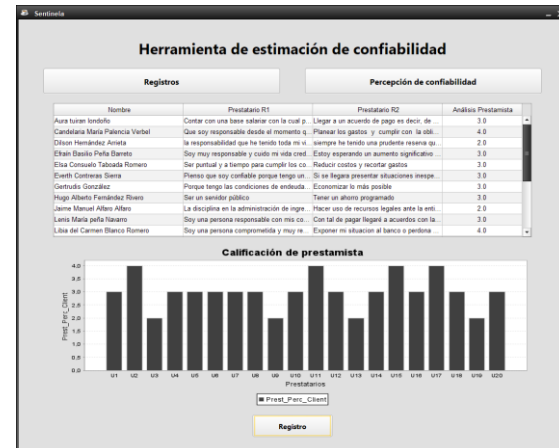 Sentinela
Herramienta de estimación de confiabilidad
Registros Percepción de confiabilidad
Nombre Prestatario R1 Prestatario R2 Análisis Prestamista
Aura tuiran londoño Contar con una base salariar con la cual p... Llegar a un acuerdo de pago es decir, de ... 3.0
Candelaria María Palencia Verbel Que soy responsable desde el momento q... Planear los gastos y cumplir con la obli... 4.0
Dilson Hernández Arrieta la responsabilidad que he tenido toda mi vi... siempre he tenido una prudente reserva qu... 2.0
Efraín Basilio Peña Barreto Soy muy responsable y cuido mi vida cred... Estoy esperando un aumento significativo ... 3.0
Elsa Consuelo Taboada Romero Ser puntual y a tiempo para cumplir los co... Reducir costos y recortar gastos 3.0
Everth Contreras Sierra Pienso que soy confiable porque tengo un... Si se llegara presentar situaciones inespe... 3.0
Gertrudis González Porque tengo las condiciones de endeuda... Economizar lo más posible 3.0
Hugo Alberto Fernández Rivero Ser un servidor público Tener un ahorro programado 3.0
Jaime Manuel Alfaro Alfaro La disciplina en la administración de ingre... Hacer uso de recursos legales ante la enti... 2.0
Lenis María peña Navarro Soy una persona responsable con mis co... Con tal de pagar llegaré a acuerdos con la... 3.0
Libia del Carmen Blanco Romero Soy una persona comprometida y muy re... Exponer mi situacion al banco o perdona ... 4.0
Calificación de prestamista
Prest_Perc_Client
4,0
3,5
3,0
2,5
2,0
1,5
1,0
0,5
0,0
U1 U2 U3 U4 U5 U6 U7 U8 U9 U10 U11 U12 U13 U14 U15 U16 U17 U18 U19 U20
Prestatarios
Prest_Perc_Client
Registro